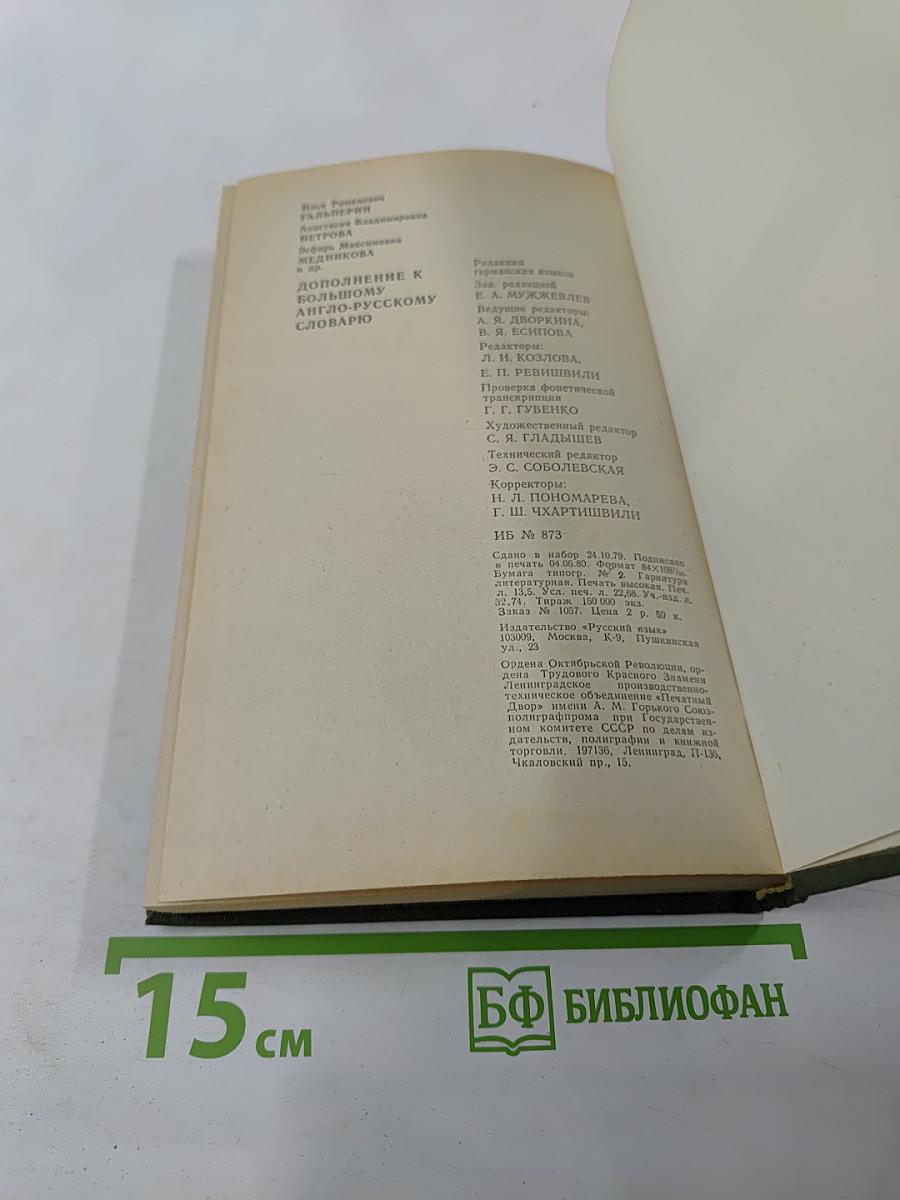 Илья Романович
ГАЛЬПЕРИН
Анастасия Владимировна
ПЕТРОВА
Эсфирь Максимовна
МЕДНИКОВА
и др.
ДОПОЛНЕНИЕ К
БОЛЬШОМУ
АНГЛО-РУССКОМУ
СЛОВАРЮ
Редакция
германских языков
Зав. редакцией
Е. А. МУЖЖЕВЛЕВ
Ведущие редакторы:
А. Я. ДВОРКИНА,
В. Я. ЕСИПОВА
Редакторы:
Л. И. КОЗЛОВА,
Е. П. РЕВИШВИЛИ
Проверка фонетической
транскрипции
Г. Г. ГУБЕНКО
Художественный редактор
С. Я. ГЛАДЫШЕВ
Технический редактор
Э. С. СОБОЛЕВСКАЯ
Корректоры:
Н. Л. ПОНОМАРЕВА,
Г. Ш. ЧХАРТИШВИЛИ
ИБ № 873
Сдано в набор 24.10.79. Подписано
в печать 04.06.80. Формат 84×108¹/₃₂.
Бумага типогр. № 2. Гарнитура
литературная. Печать высокая. Печ.
л. 13,5. Усл. печ. л. 22,68. Уч.-изд. л.
32,74. Тираж 150 000 экз.
Заказ № 1057. Цена 2 р. 50 к.
Издательство «Русский язык»
103009, Москва, К-9, Пушкинская
ул., 23
Ордена Октябрьской Революции, ор-
дена Трудового Красного Знамени
Ленинградское производственно-
техническое объединение «Печатный
Двор» имени А. М. Горького Союз-
полиграфпрома при Государствен-
ном комитете СССР по делам из-
дательств, полиграфии и книжной
торговли. 197136, Ленинград, П-136,
Чкаловский пр., 15.
15 см
БФ БИБЛИОФАН